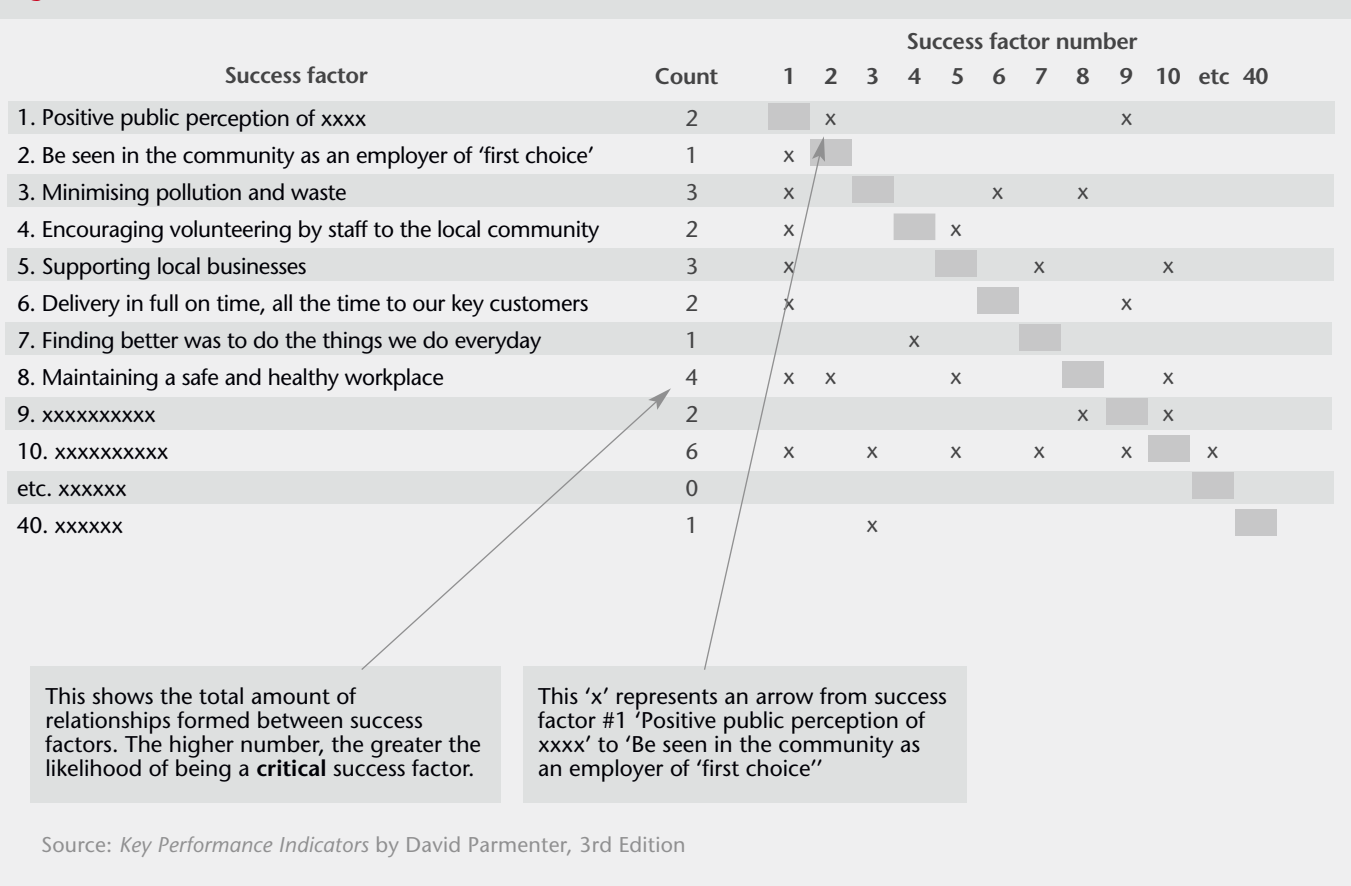 Success factor number
Success factor Count 1 2 3 4 5 6 7 8 9 10 etc 40
1. Positive public perception of xxxx 2 x x
2. Be seen in the community as an employer of ‘first choice’ 1 x
3. Minimising pollution and waste 3 x x x
4. Encouraging volunteering by staff to the local community 2 x x
5. Supporting local businesses 3 x x x
6. Delivery in full on time, all the time to our key customers 2 x x
7. Finding better was to do the things we do everyday 1 x
8. Maintaining a safe and healthy workplace 4 x x x x
9. xxxxxxxxxx 2 x x
10. xxxxxxxxxx 6 x x x x x x
etc. xxxxxx 0
40. xxxxxx 1 x
This shows the total amount of
relationships formed between success
factors. The higher number, the greater the
likelihood of being a critical success factor.
This ‘x’ represents an arrow from success
factor #1 ‘Positive public perception of
xxxx’ to ‘Be seen in the community as
an employer of ‘first choice’’
Source: Key Performance Indicators by David Parmenter, 3rd Edition